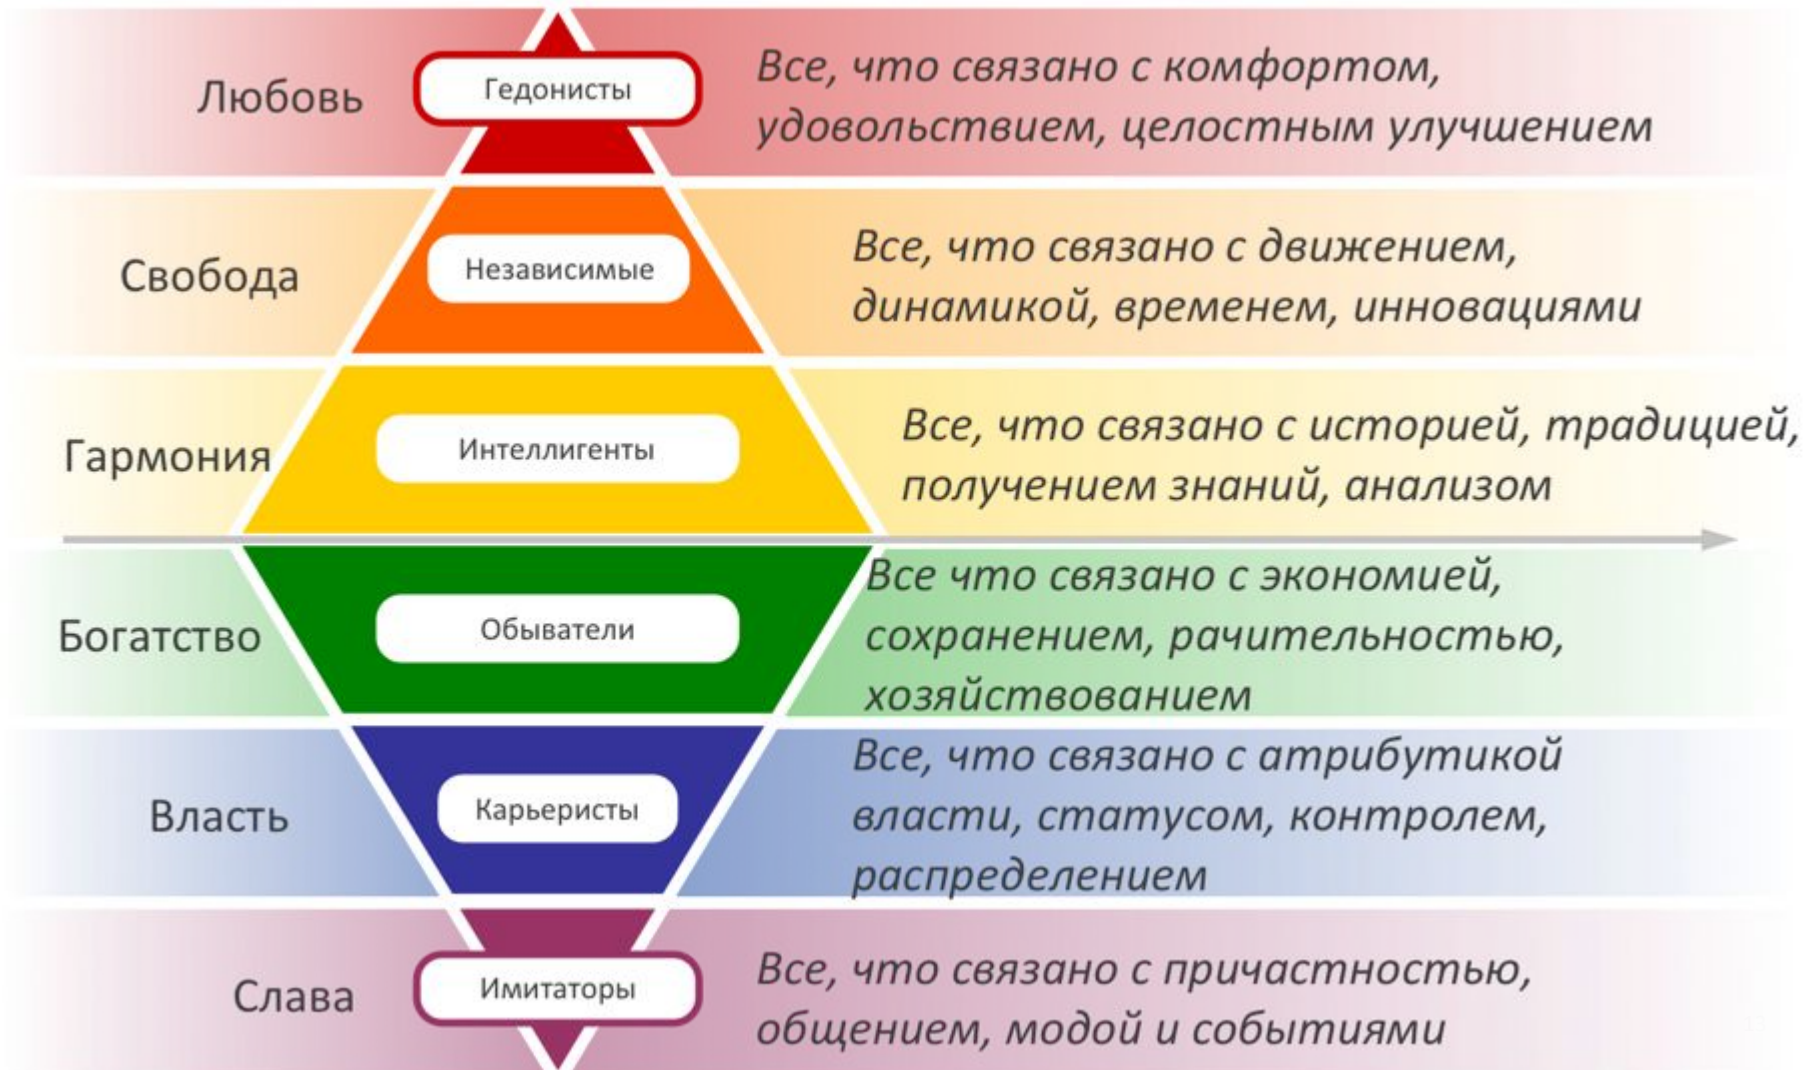 Любовь
Гедонисты
Все, что связано с комфортом,
удовольствием, целостным улучшением
Свобода
Независимые
Все, что связано с движением,
динамикой, временем, инновациями
Гармония
Интеллигенты
Все, что связано с историей, традицией,
получением знаний, анализом
Богатство
Обыватели
Все что связано с экономией,
сохранением, рачительностью,
хозяйствованием
Власть
Карьеристы
Все, что связано с атрибутикой
власти, статусом, контролем,
распределением
Слава
Имитаторы
Все, что связано с причастностью,
общением, модой и событиями